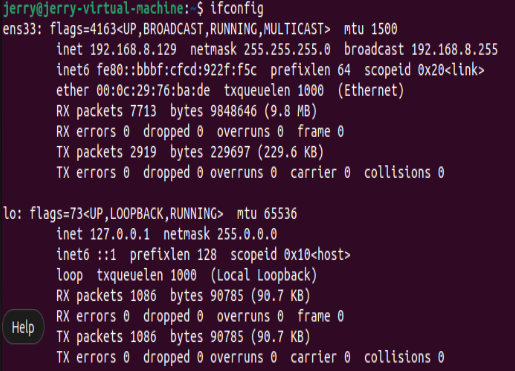 jerry@jerry-virtual-machine:~$ ifconfig
ens33: flags=4163<UP,BROADCAST,RUNNING,MULTICAST>  mtu 1500
        inet 192.168.8.129  netmask 255.255.255.0  broadcast 192.168.8.255
        inet6 fe80::bbbf:cfcd:922f:f5c  prefixlen 64  scopeid 0x20<link>
        ether 00:0c:29:76:ba:de  txqueuelen 1000  (Ethernet)
        RX packets 7713  bytes 9848646 (9.8 MB)
        RX errors 0  dropped 0  overruns 0  frame 0
        TX packets 2919  bytes 229697 (229.6 KB)
        TX errors 0  dropped 0 overruns 0  carrier 0  collisions 0

lo: flags=73<UP,LOOPBACK,RUNNING>  mtu 65536
        inet 127.0.0.1  netmask 255.0.0.0
        inet6 ::1  prefixlen 128  scopeid 0x10<host>
        loop  txqueuelen 1000  (Local Loopback)
        RX packets 1086  bytes 90785 (90.7 KB)
        RX errors 0  dropped 0  overruns 0  frame 0
Help
        TX packets 1086  bytes 90785 (90.7 KB)
        TX errors 0  dropped 0 overruns 0  carrier 0  collisions 0